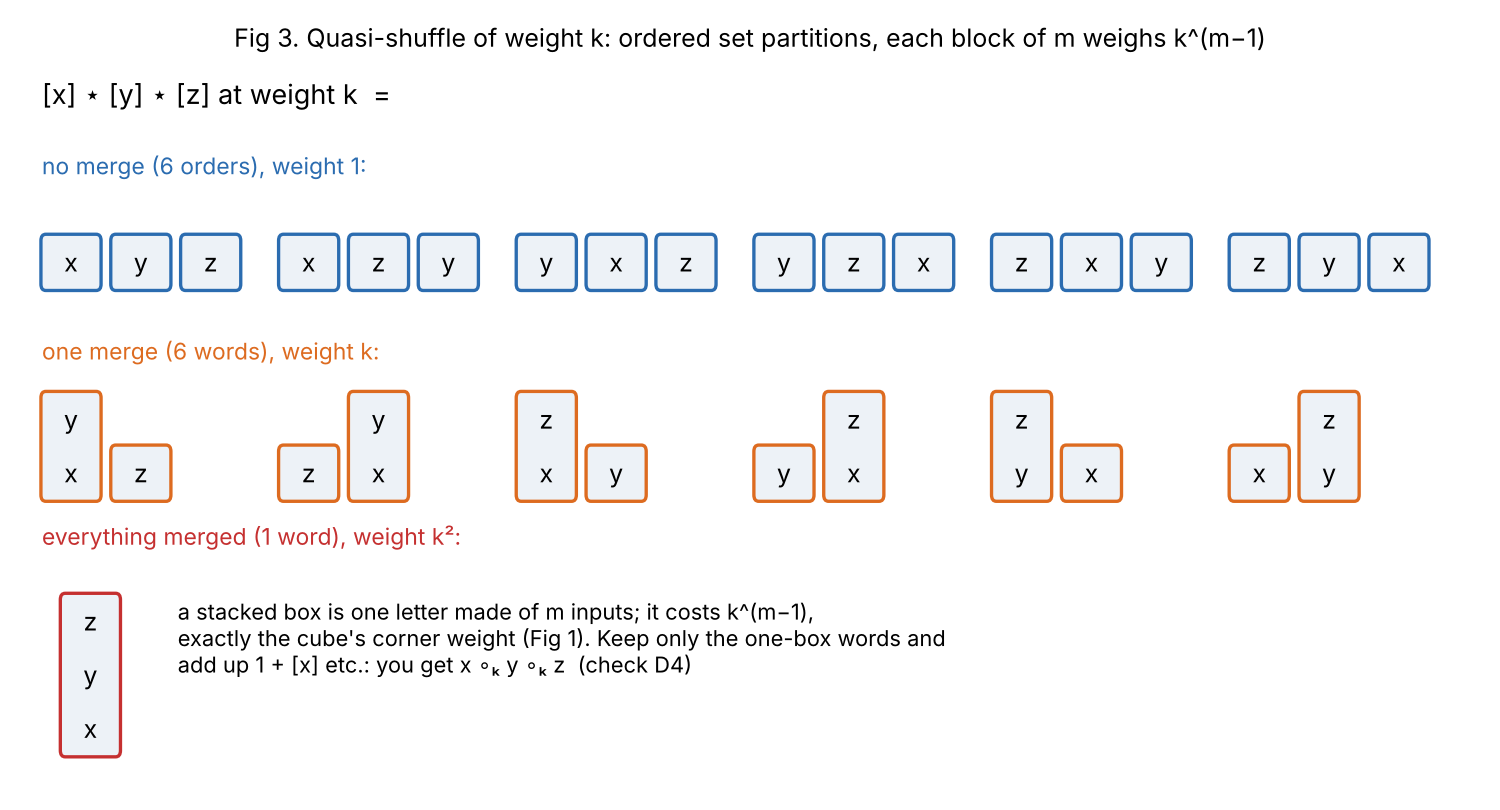 Fig 3. Quasi-shuffle of weight k: ordered set partitions, each block of m weighs k^(m−1)
[x] ⋆ [y] ⋆ [z] at weight k =
no merge (6 orders), weight 1:
x y z x z y y x z y z x z x y z y x
one merge (6 words), weight k:
y y z z z z
x z z x x y y x y x x y
everything merged (1 word), weight k²:
z
y
x
a stacked box is one letter made of m inputs; it costs k^(m−1),
exactly the cube's corner weight (Fig 1). Keep only the one-box words and
add up 1 + [x] etc.: you get x ∘ₖ y ∘ₖ z (check D4)